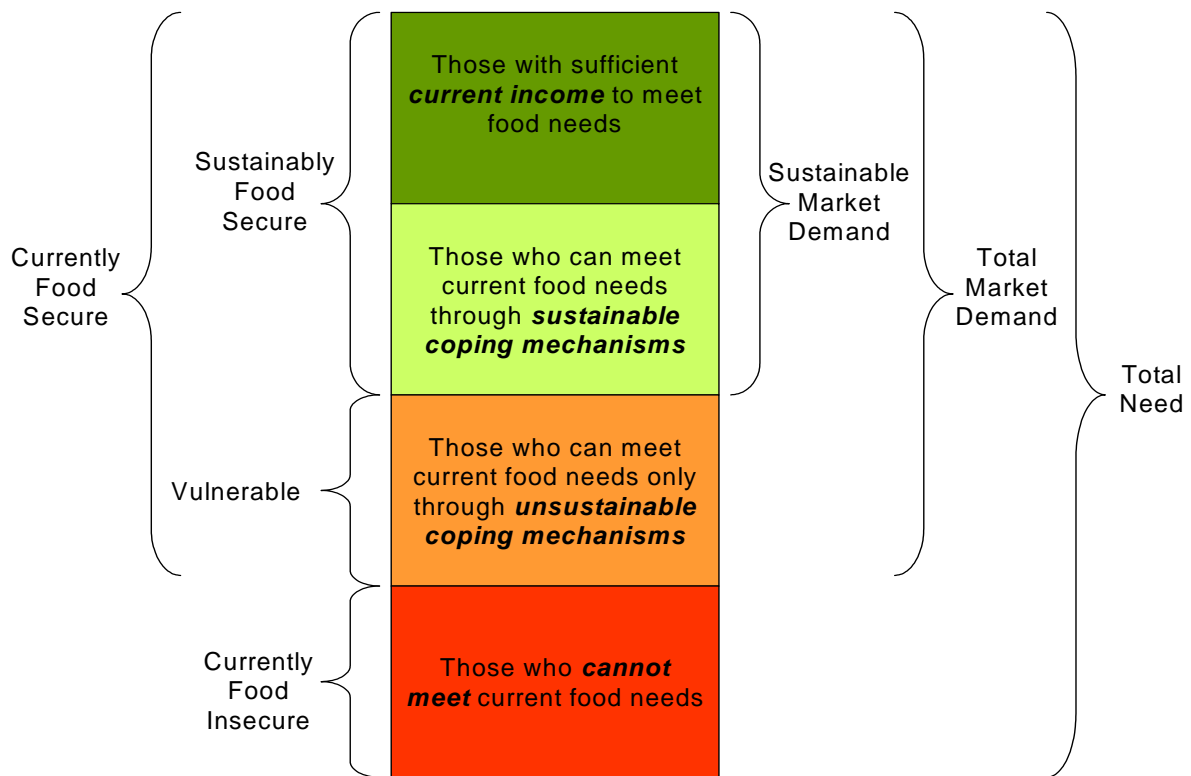 Those with sufficient
current income to meet
food needs
Sustainably
Food
Secure
Sustainable
Market
Demand
Currently
Food
Secure
Those who can meet
current food needs
through sustainable
coping mechanisms
Total
Market
Demand
Total
Need
Vulnerable
Those who can meet
current food needs only
through unsustainable
coping mechanisms
Currently
Food
Insecure
Those who cannot
meet current food needs